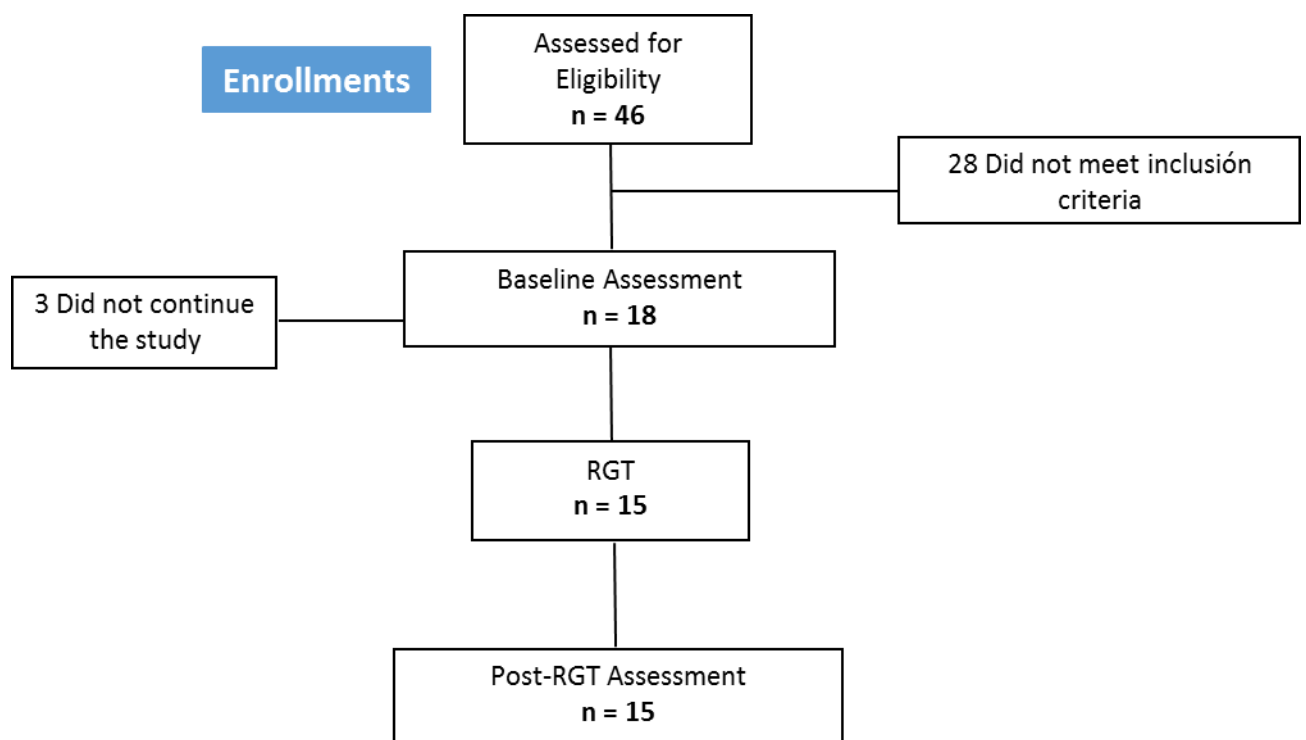 Enrollments
Assessed for
Eligibility
n = 46
28 Did not meet inclusión
criteria
Baseline Assessment
n = 18
3 Did not continue
the study
RGT
n = 15
Post-RGT Assessment
n = 15